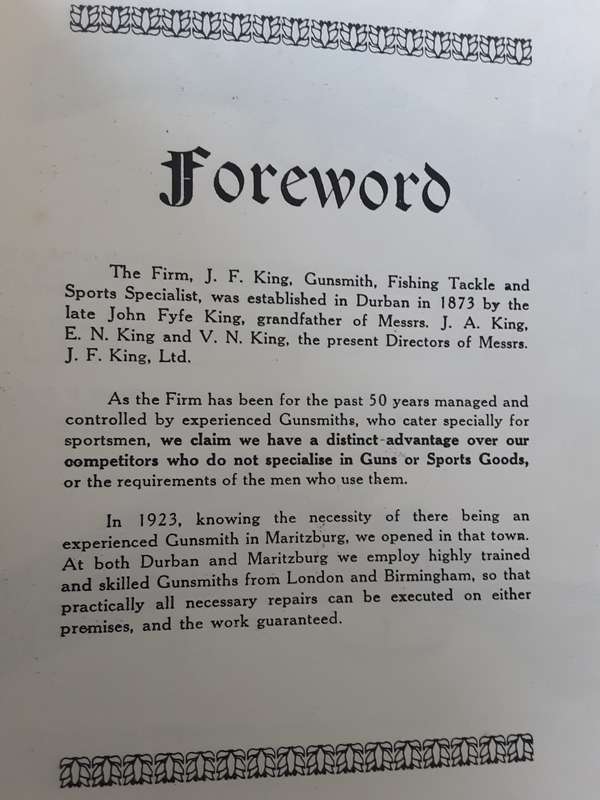 Foreword
The Firm, J. F. King, Gunsmith, Fishing Tackle and
Sports Specialist, was established in Durban in 1873 by the
late John Fyfe King, grandfather of Messrs. J. A. King,
E. N. King and V. N. King, the present Directors of Messrs.
J. F. King, Ltd.
As the Firm has been for the past 50 years managed and
controlled by experienced Gunsmiths, who cater specially for
sportsmen, we claim we have a distinct advantage over our
competitors who do not specialise in Guns or Sports Goods,
or the requirements of the men who use them.
In 1923, knowing the necessity of there being an
experienced Gunsmith in Maritzburg, we opened in that town.
At both Durban and Maritzburg we employ highly trained
and skilled Gunsmiths from London and Birmingham, so that
practically all necessary repairs can be executed on either
premises, and the work guaranteed.